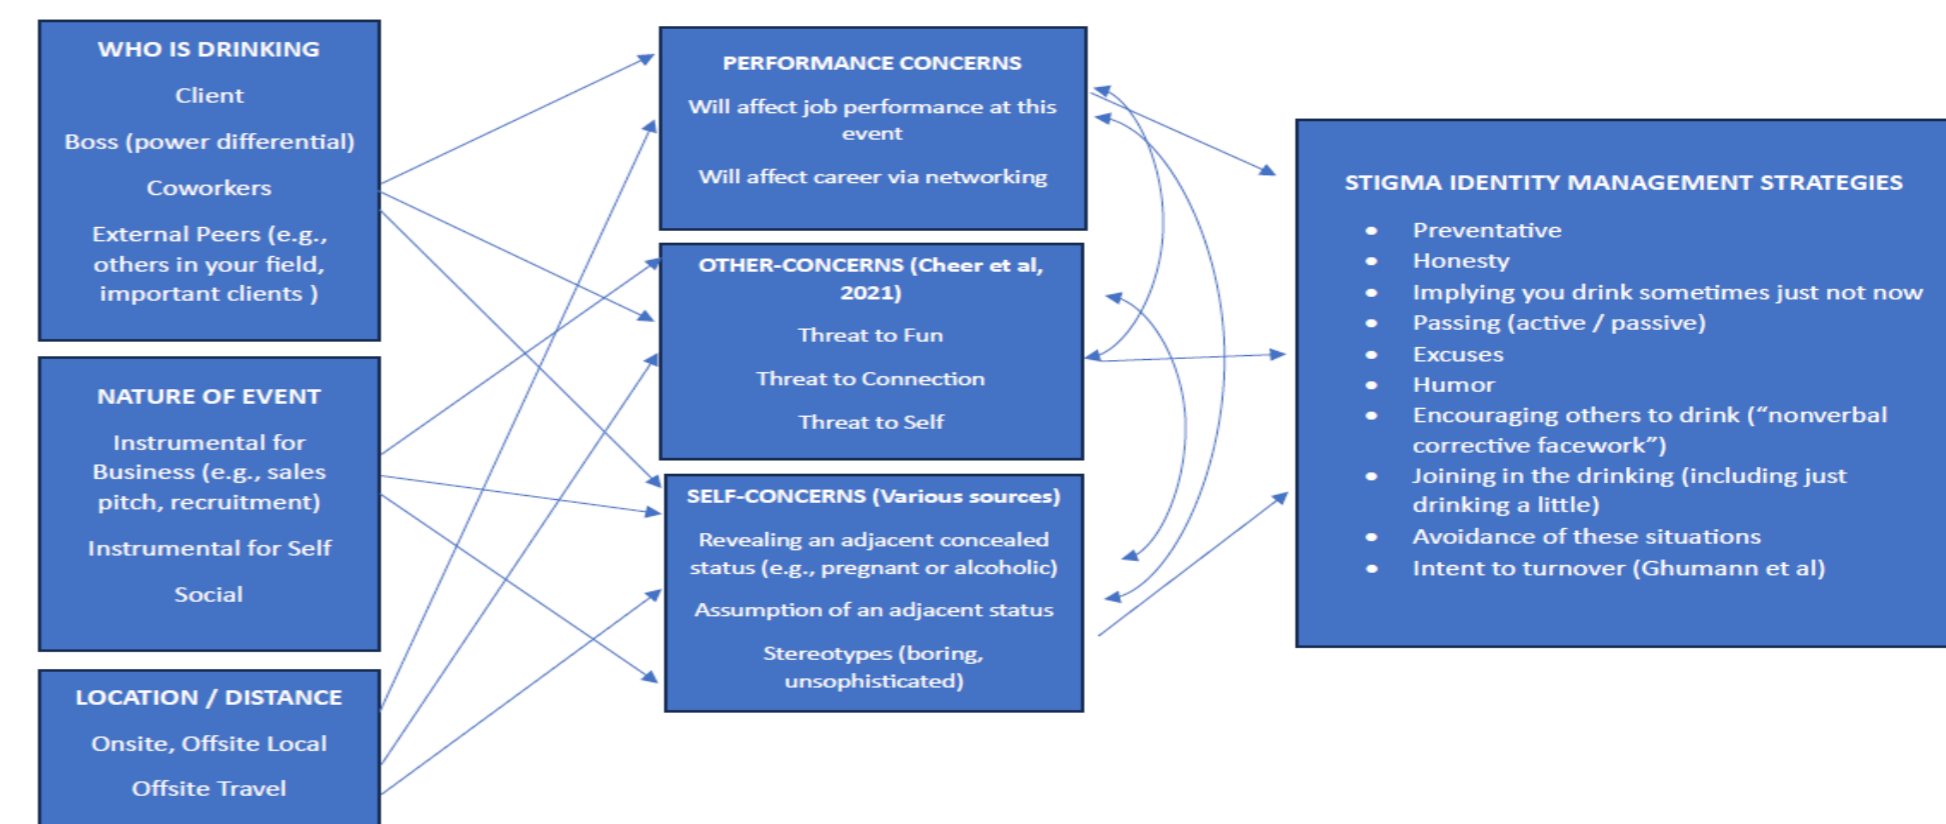 WHO IS DRINKING
Client
Boss (power differential)
Coworkers
External Peers (e.g.,
others in your field,
important clients )
NATURE OF EVENT
Instrumental for
Business (e.g., sales
pitch, recruitment)
Instrumental for Self
Social
LOCATION / DISTANCE
Onsite, Offsite Local
Offsite Travel
PERFORMANCE CONCERNS
Will affect job performance at this
event
Will affect career via networking
OTHER-CONCERNS (Cheer et al,
2021)
Threat to Fun
Threat to Connection
Threat to Self
SELF-CONCERNS (Various sources)
Revealing an adjacent concealed
status (e.g., pregnant or alcoholic)
Assumption of an adjacent status
Stereotypes (boring,
unsophisticated)
STIGMA IDENTITY MANAGEMENT STRATEGIES
• Preventative
• Honesty
• Implying you drink sometimes just not now
• Passing (active / passive)
• Excuses
• Humor
• Encouraging others to drink (“nonverbal
corrective facework”)
• Joining in the drinking (including just
drinking a little)
• Avoidance of these situations
• Intent to turnover (Ghumann et al)